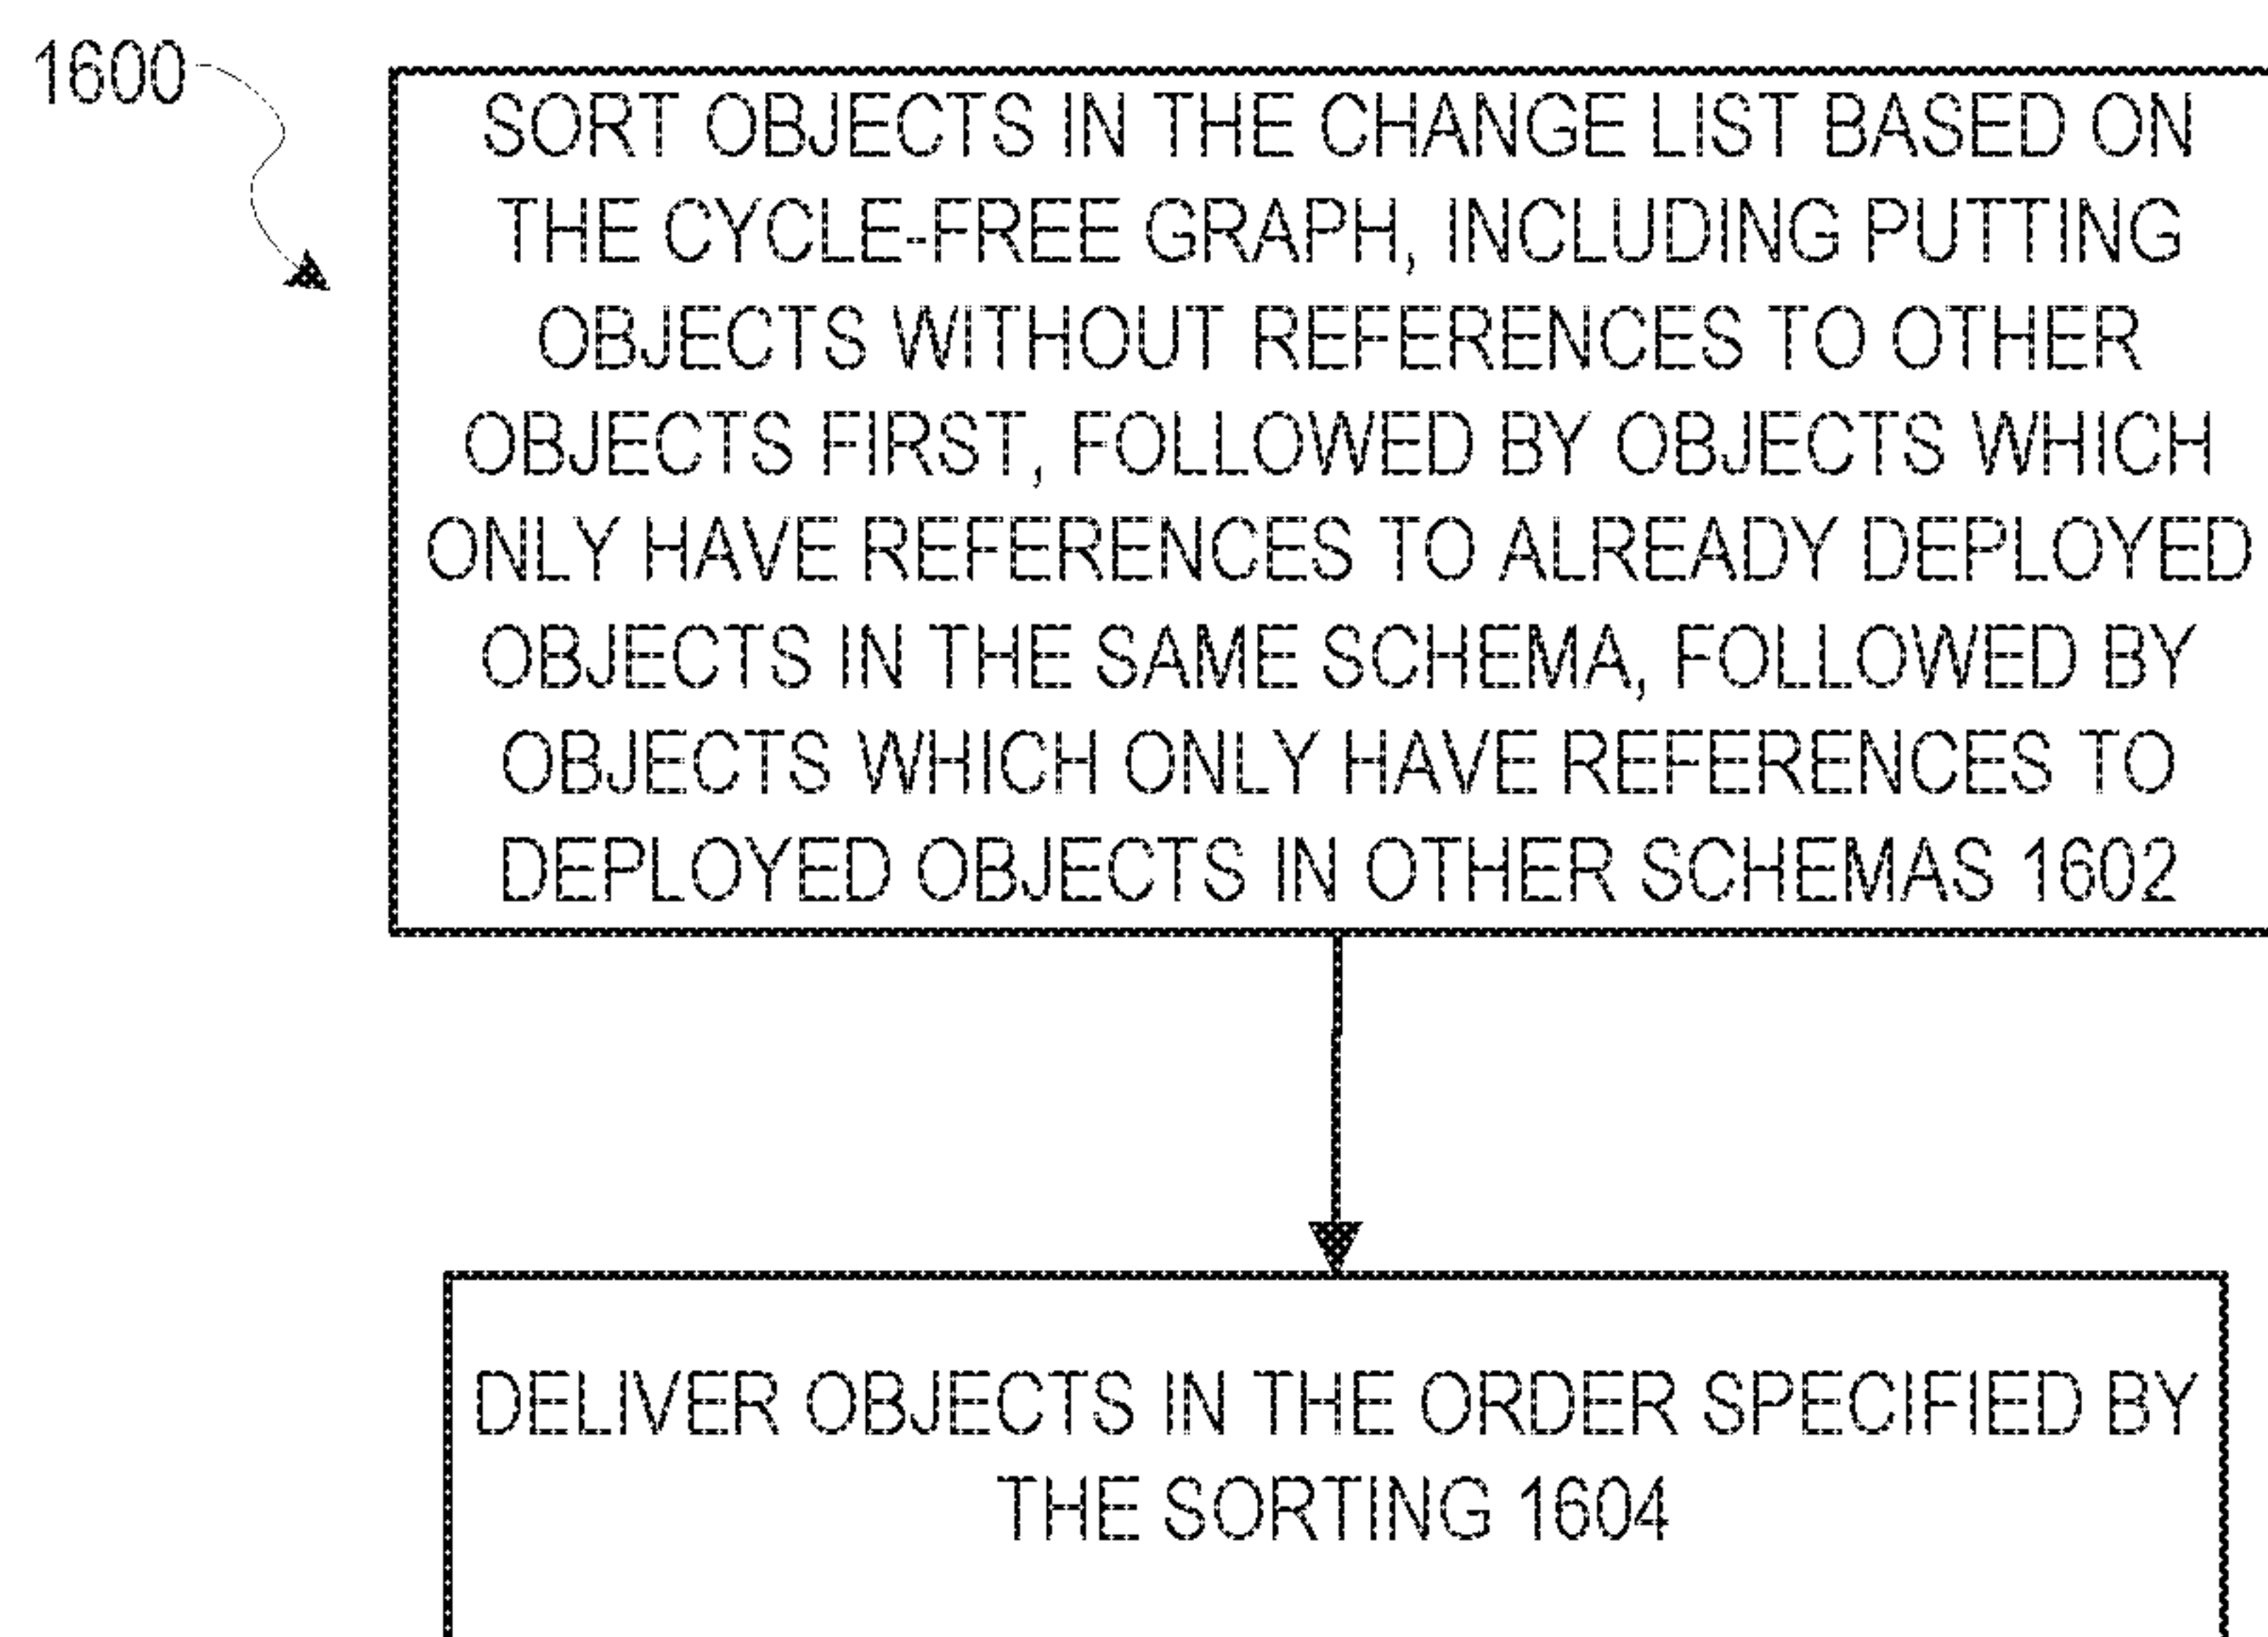 1600
SORT OBJECTS IN THE CHANGE LIST BASED ON
THE CYCLE-FREE GRAPH, INCLUDING PUTTING
OBJECTS WITHOUT REFERENCES TO OTHER
OBJECTS FIRST, FOLLOWED BY OBJECTS WHICH
ONLY HAVE REFERENCES TO ALREADY DEPLOYED
OBJECTS IN THE SAME SCHEMA, FOLLOWED BY
OBJECTS WHICH ONLY HAVE REFERENCES TO
DEPLOYED OBJECTS IN OTHER SCHEMAS 1602
DELIVER OBJECTS IN THE ORDER SPECIFIED BY
THE SORTING 1604